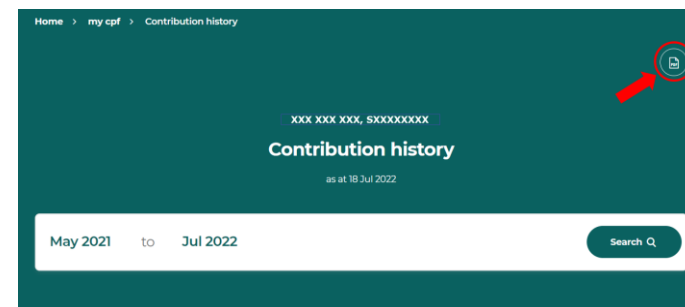 Home > my cpf > Contribution history
PDF
XXX XXX XXX, SXXXXXXXX
Contribution history
as at 18 Jul 2022
May 2021 to Jul 2022 Search